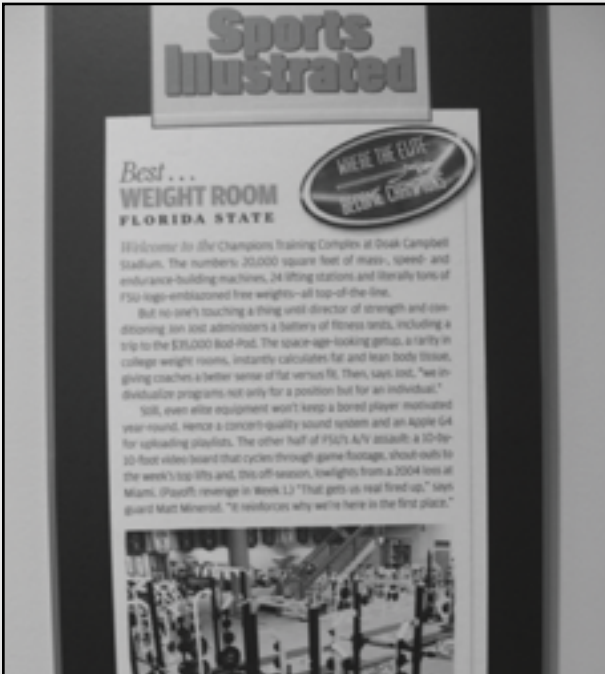 Sports
Illustrated
WHERE THE ELITE
BECOME CHAMPIONS
Best...
WEIGHT ROOM
FLORIDA STATE
Welcome to the Champions Training Complex at Doak Campbell
Stadium. The numbers: 20,000 square feet of mass-, speed- and
endurance-building machines, 24 lifting stations and literally tons of
FSU-logo-emblazoned free weights—all top-of-the-line.
But no one's touching a thing until director of strength and con-
ditioning Jon Jost administers a battery of fitness tests, including a
trip to the $35,000 Bod-Pod. The space-age-looking getup, a rarity in
college weight rooms, instantly calculates fat and lean body tissue,
giving coaches a better sense of fat versus fit. Then, says Jost, "we in-
dividualize programs not only for a position but for an individual."
Still, even elite equipment won't keep a bored player motivated
year-round. Hence a concert-quality sound system and an Apple G4
for uploading playlists. The other half of FSU's A/V assault: a 10-by-
10-foot video board that cycles through game footage, shout-outs to
the week's top lifts and, this off-season, lowlights from a 2004 loss at
Miami. (Payoff: revenge in Week 1.) "That gets us real fired up," says
guard Matt Minerod. "It reinforces why we're here in the first place."